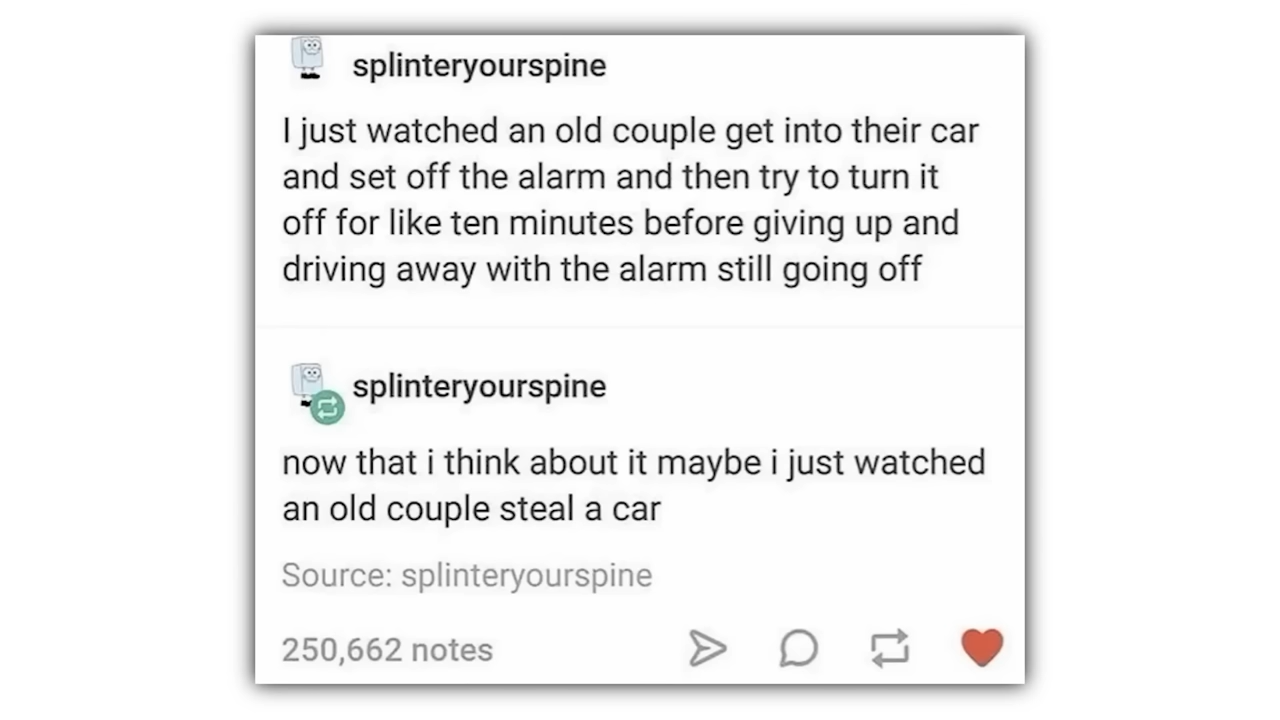 splinteryourspine
I just watched an old couple get into their car
and set off the alarm and then try to turn it
off for like ten minutes before giving up and
driving away with the alarm still going off
splinteryourspine
now that i think about it maybe i just watched
an old couple steal a car
Source: splinteryourspine
250,662 notes